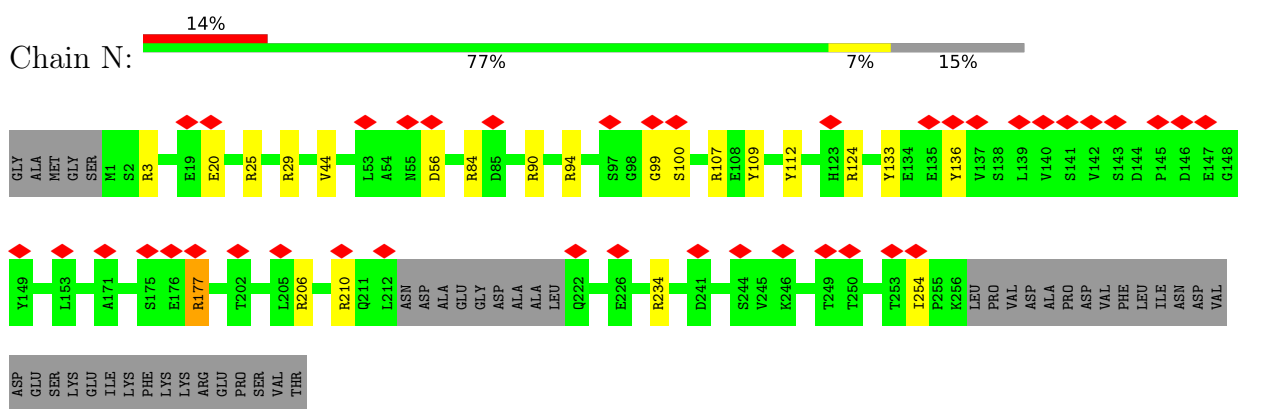 14%
Chain N:
77% 7% 15%
GLY ALA MET GLY SER M1 S2 R3 E19 E20 R25 R29 V44 L53 A54 N55 D56 R84 D85 R90 R94 S97 G98 G99 S100 R107 E108 Y109 Y112 H123 R124 Y133 E134 E135 Y136 V137 S138 L139 V140 S141 V142 S143 D144 P145 D146 E147 G148
Y149 L153 A171 S175 E176 R177 T202 L205 R206 R210 Q211 L212 ASN ASP ALA GLU GLY ASP ALA ALA LEU Q222 E226 R234 D241 S244 V245 K246 T249 T250 T253 I254 P255 K256 LEU PRO VAL ASP ALA PRO ASP VAL PHE LEU ILE ASN ASP VAL
ASP GLU SER LYS GLU ILE LYS PHE LYS LYS ARG GLU PRO SER VAL THR